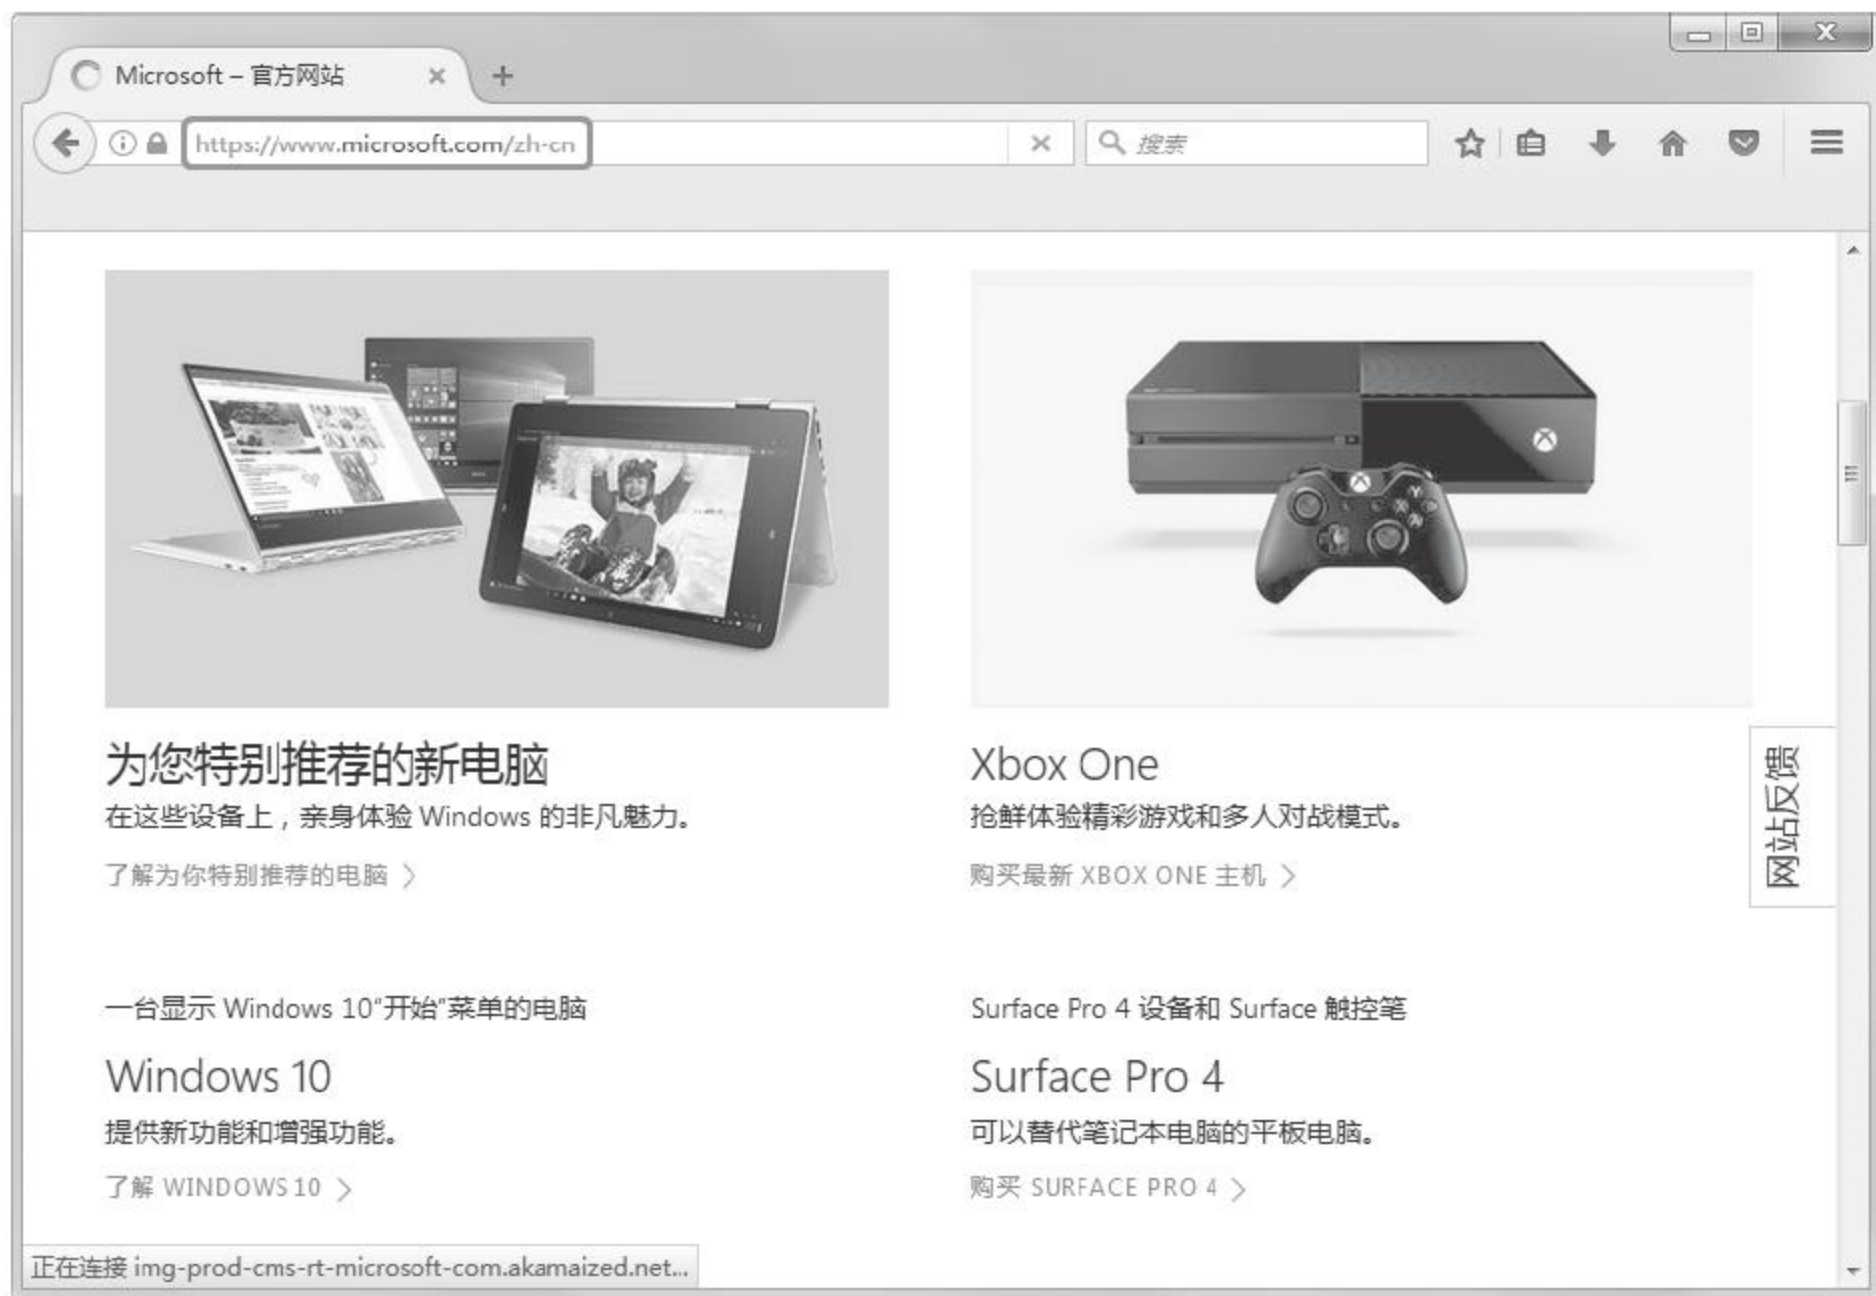 Microsoft – 官方网站
https://www.microsoft.com/zh-cn
搜索
为您特别推荐的新电脑
在这些设备上，亲身体验 Windows 的非凡魅力。
了解为你特别推荐的电脑
Xbox One
抢鲜体验精彩游戏和多人对战模式。
购买最新 XBOX ONE 主机
网站反馈
一台显示 Windows 10“开始”菜单的电脑
Windows 10
提供新功能和增强功能。
了解 WINDOWS 10
Surface Pro 4 设备和 Surface 触控笔
Surface Pro 4
可以替代笔记本电脑的平板电脑。
购买 SURFACE PRO 4
正在连接 img-prod-cms-rt-microsoft-com.akamaized.net...